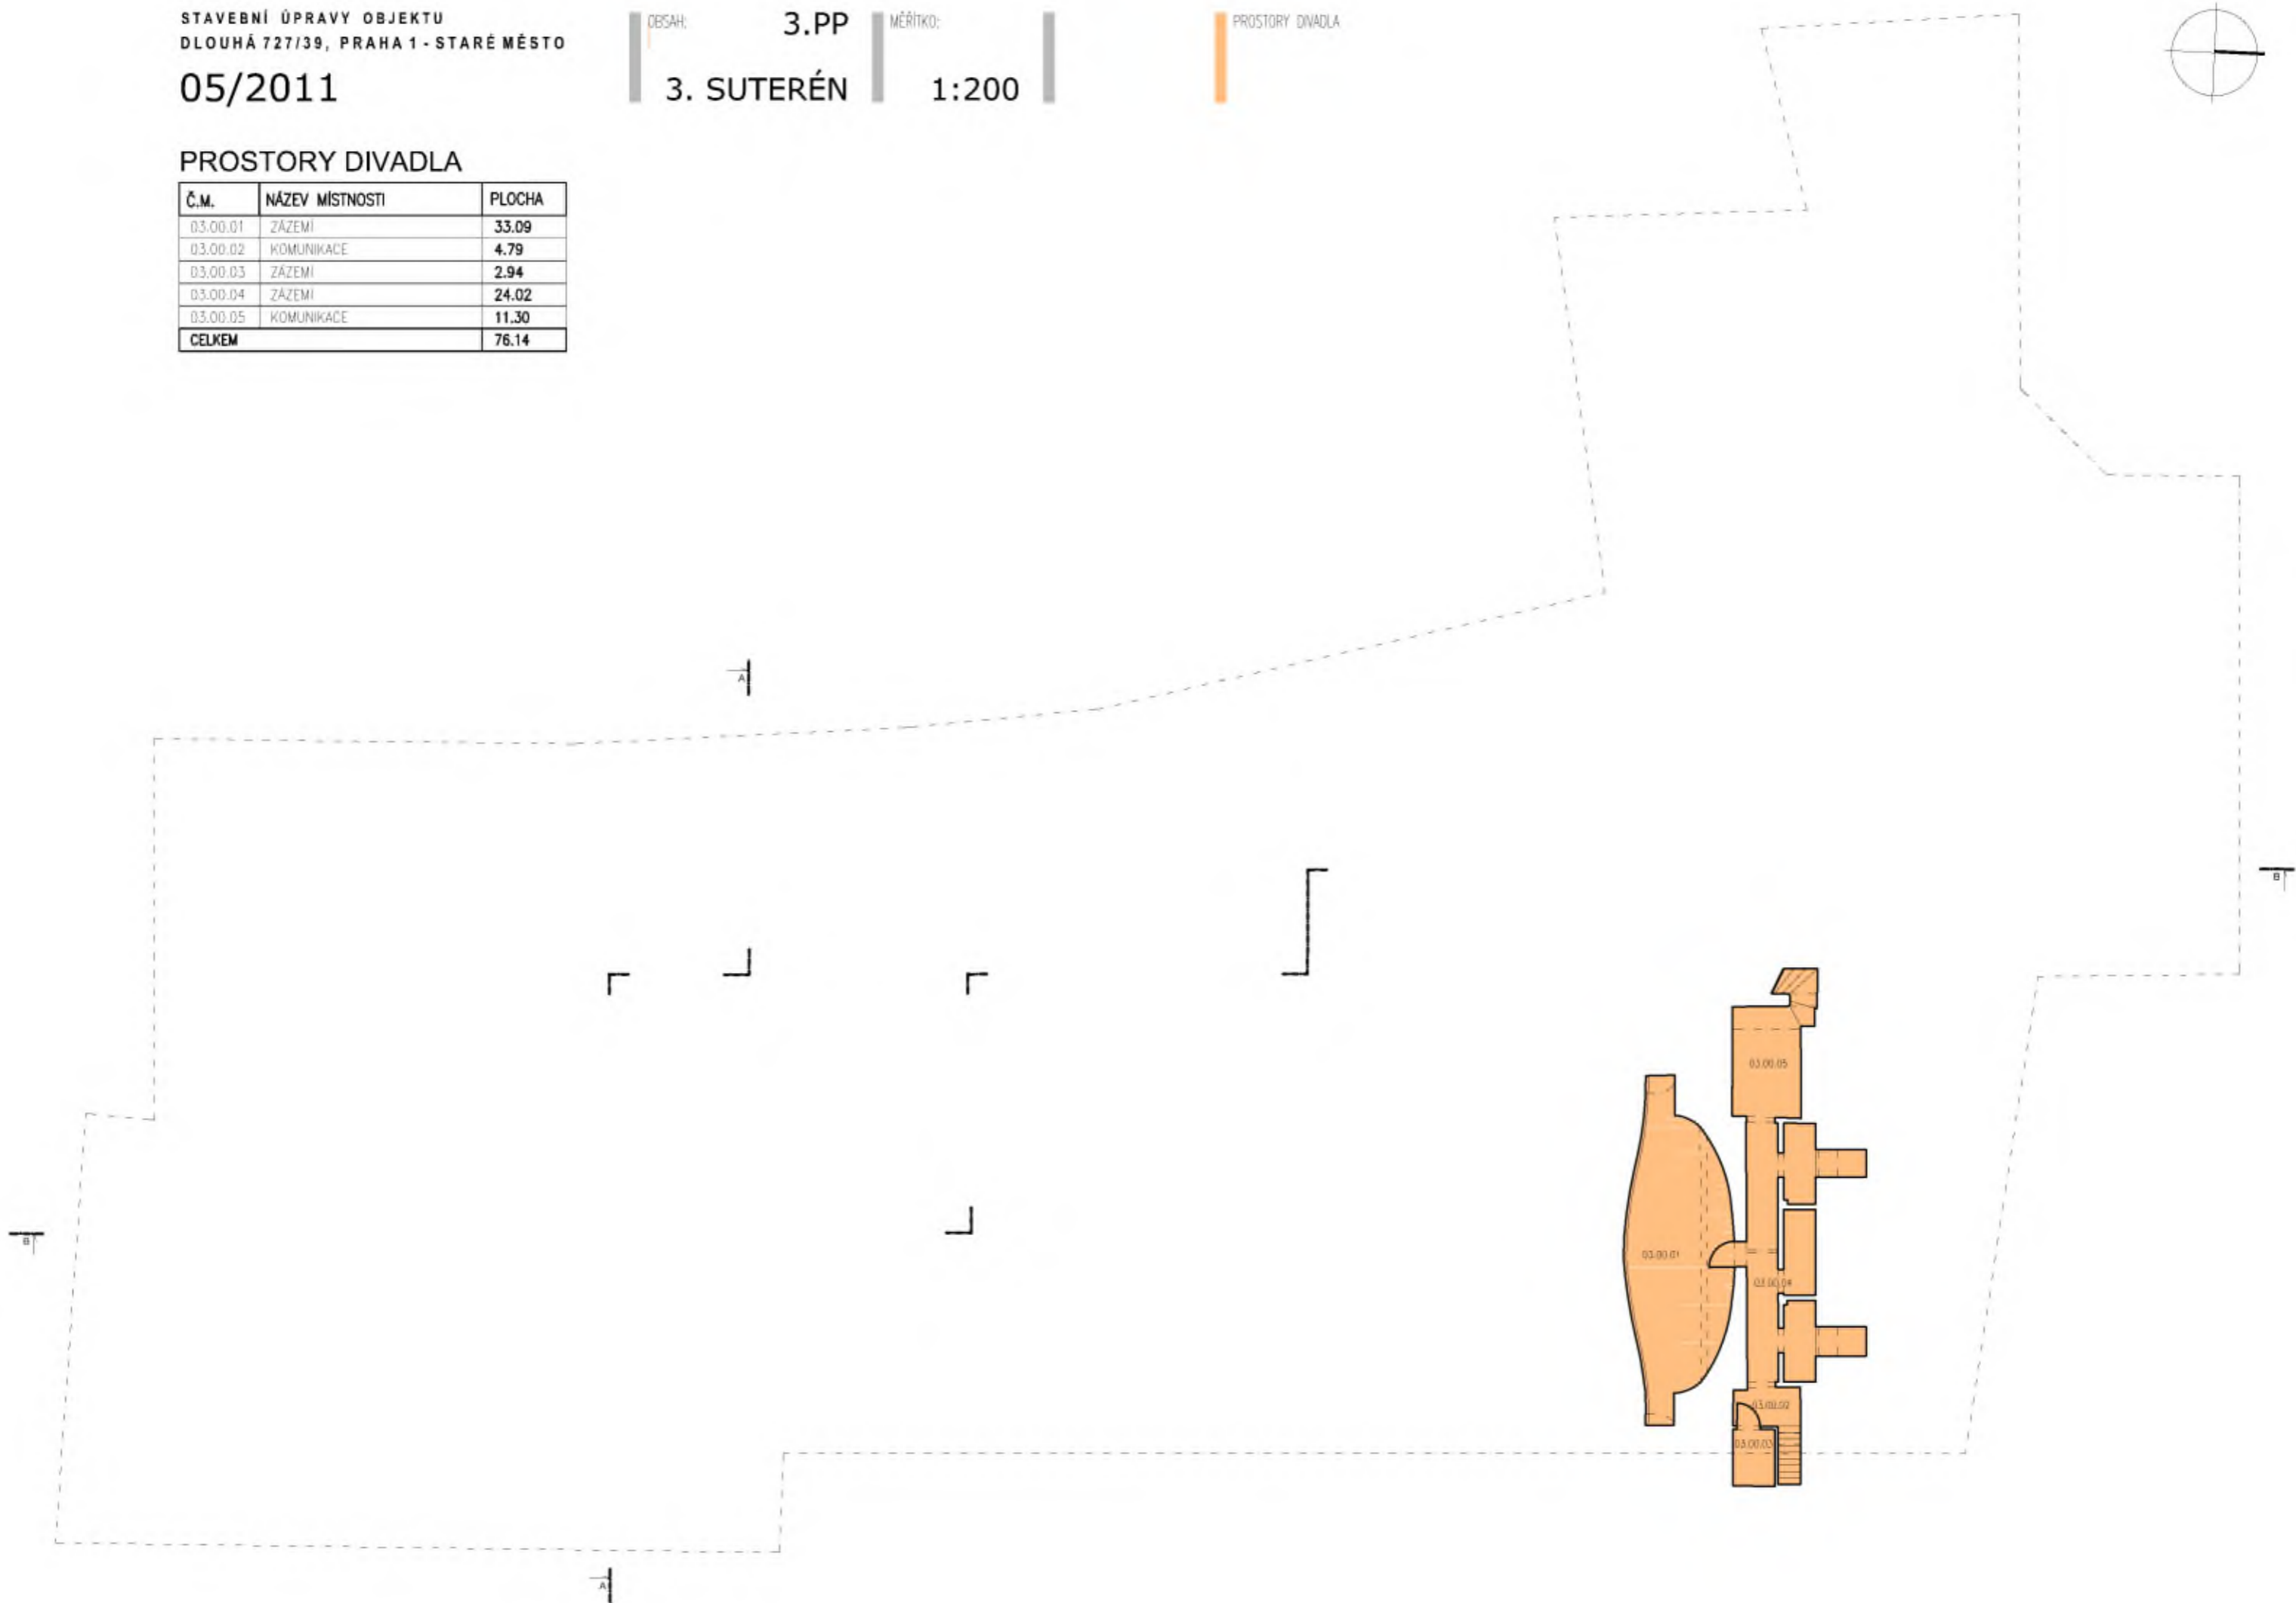 STAVEBNÍ ÚPRAVY OBJEKTU
DLOUHÁ 727/39, PRAHA 1 - STARÉ MĚSTO
05/2011
OBSAH:
3.PP
3. SUTERÉN
MĚŘÍTKO:
1:200
PROSTORY DIVADLA
PROSTORY DIVADLA
Č.M. NÁZEV MÍSTNOSTI PLOCHA
03.00.01 ZÁZEMÍ 33.09
03.00.02 KOMUNIKACE 4.79
03.00.03 ZÁZEMÍ 2.94
03.00.04 ZÁZEMÍ 24.02
03.00.05 KOMUNIKACE 11.30
CELKEM 76.14
A
B
03.00.05
B
03.00.01
03.00.04
03.00.02
03.00.03
A